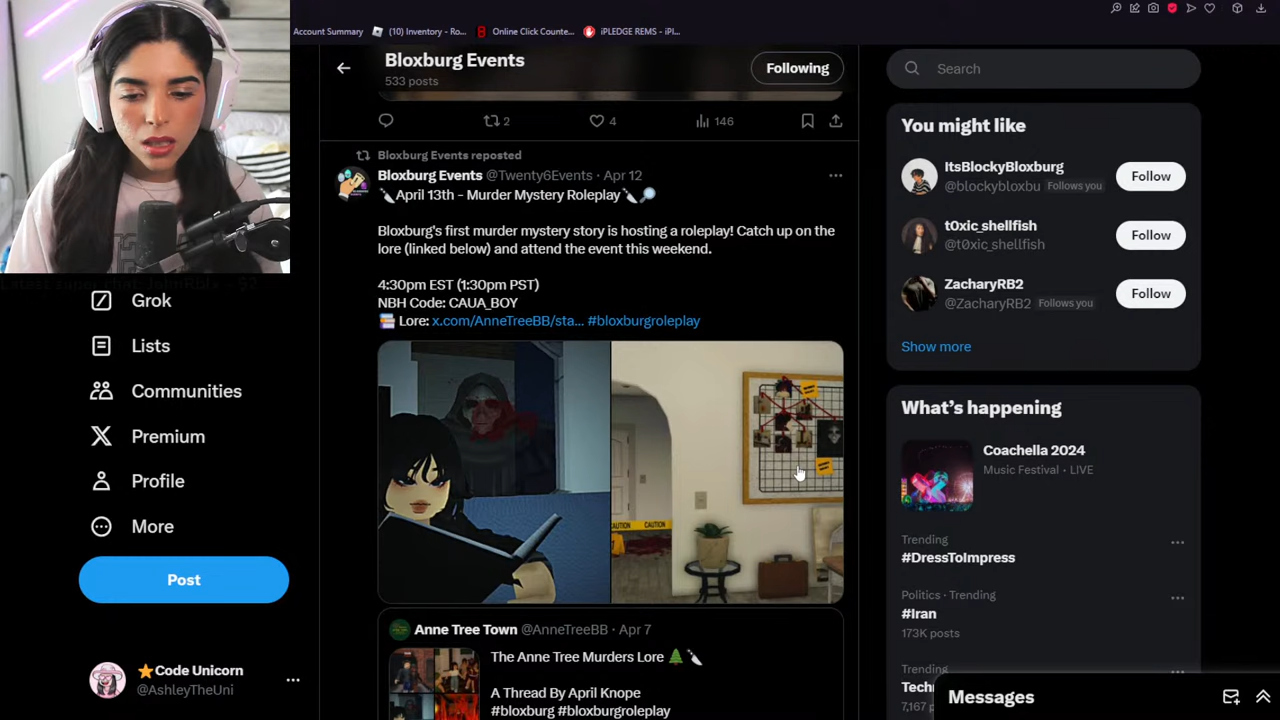 Account Summary
(10) Inventory - Ro...
Online Click Counte...
iPLEDGE REMS - iPl...
Bloxburg Events
533 posts
Following
Search
2
4
146
Bloxburg Events reposted
Bloxburg Events @Twenty6Events · Apr 12
🔪April 13th - Murder Mystery Roleplay🔪🔎
Bloxburg's first murder mystery story is hosting a roleplay! Catch up on the
lore (linked below) and attend the event this weekend.
4:30pm EST (1:30pm PST)
NBH Code: CAUA_BOY
📚 Lore: x.com/AnneTreeBB/sta... #bloxburgroleplay
CAUTION
CAUTION
Anne Tree Town @AnneTreeBB · Apr 7
The Anne Tree Murders Lore 🌲🔪
A Thread By April Knope
#bloxburg #bloxburgroleplay
Grok
Lists
Communities
Premium
Profile
More
Post
⭐Code Unicorn
@AshleyTheUni
You might like
ItsBlockyBloxburg
@blockybloxbu Follows you
Follow
t0xic_shellfish
@t0xic_shellfish
Follow
ZacharyRB2
@ZacharyRB2 Follows you
Follow
Show more
What's happening
Coachella 2024
Music Festival · LIVE
Trending
#DressToImpress
Politics · Trending
#Iran
173K posts
Trending
Tech
7,167
Messages